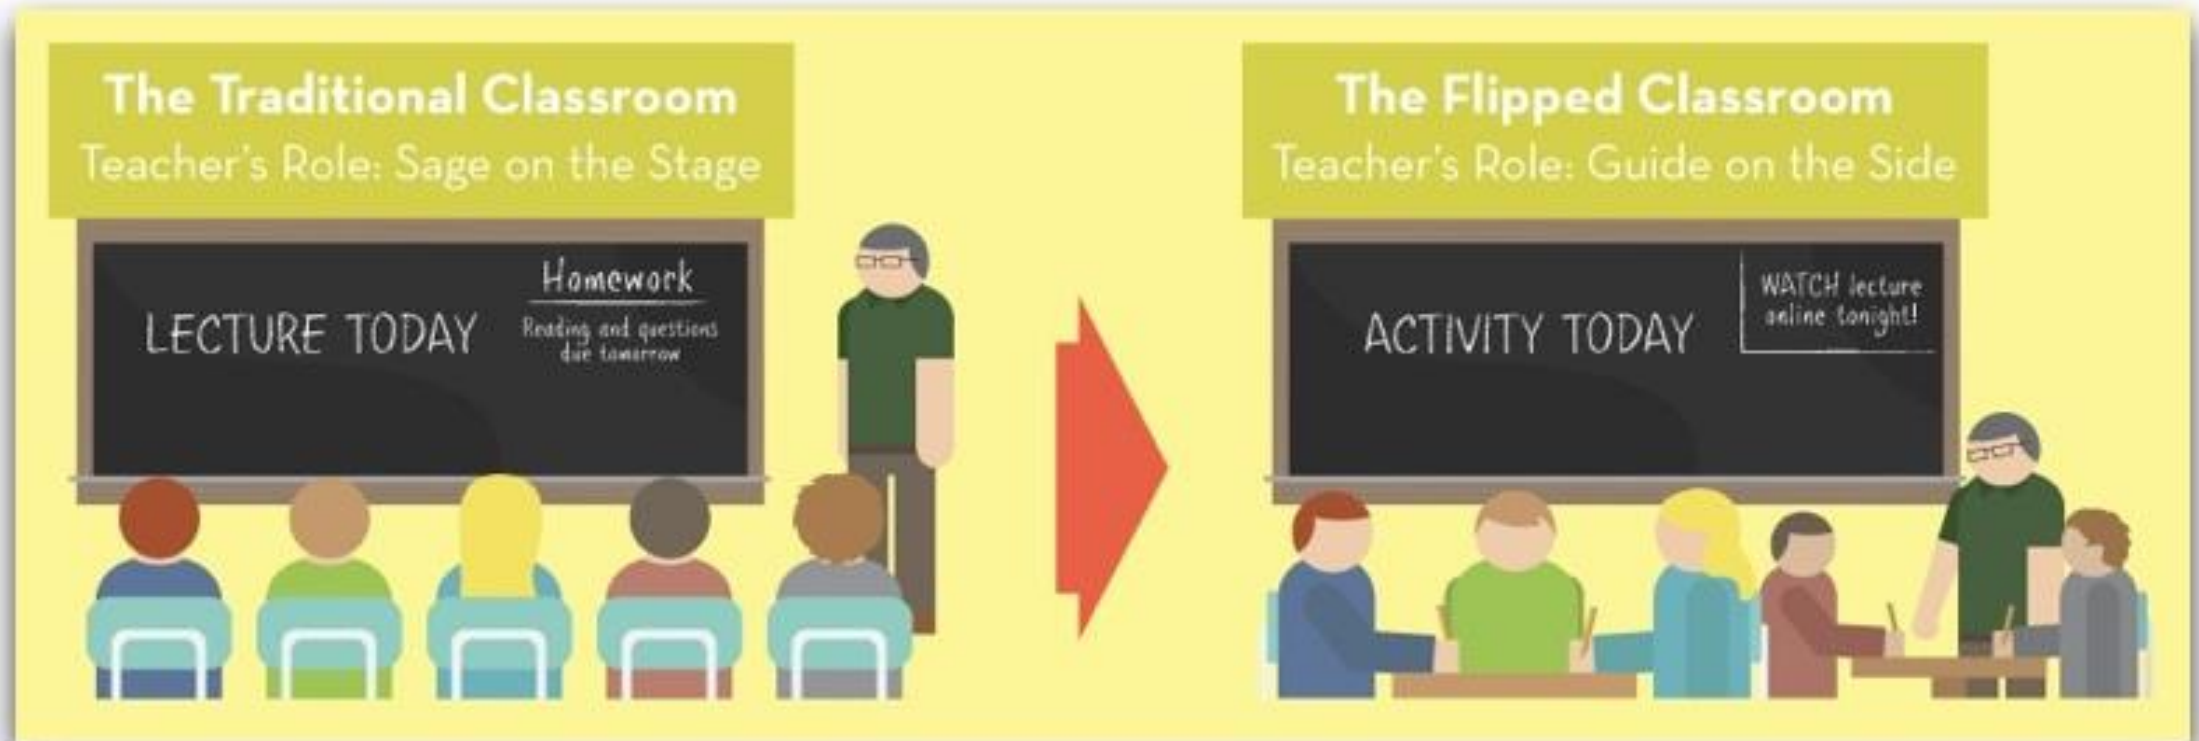 The Traditional Classroom
Teacher's Role: Sage on the Stage
LECTURE TODAY
Homework
Reading and questions
due tomorrow
The Flipped Classroom
Teacher's Role: Guide on the Side
ACTIVITY TODAY
WATCH lecture
online tonight!